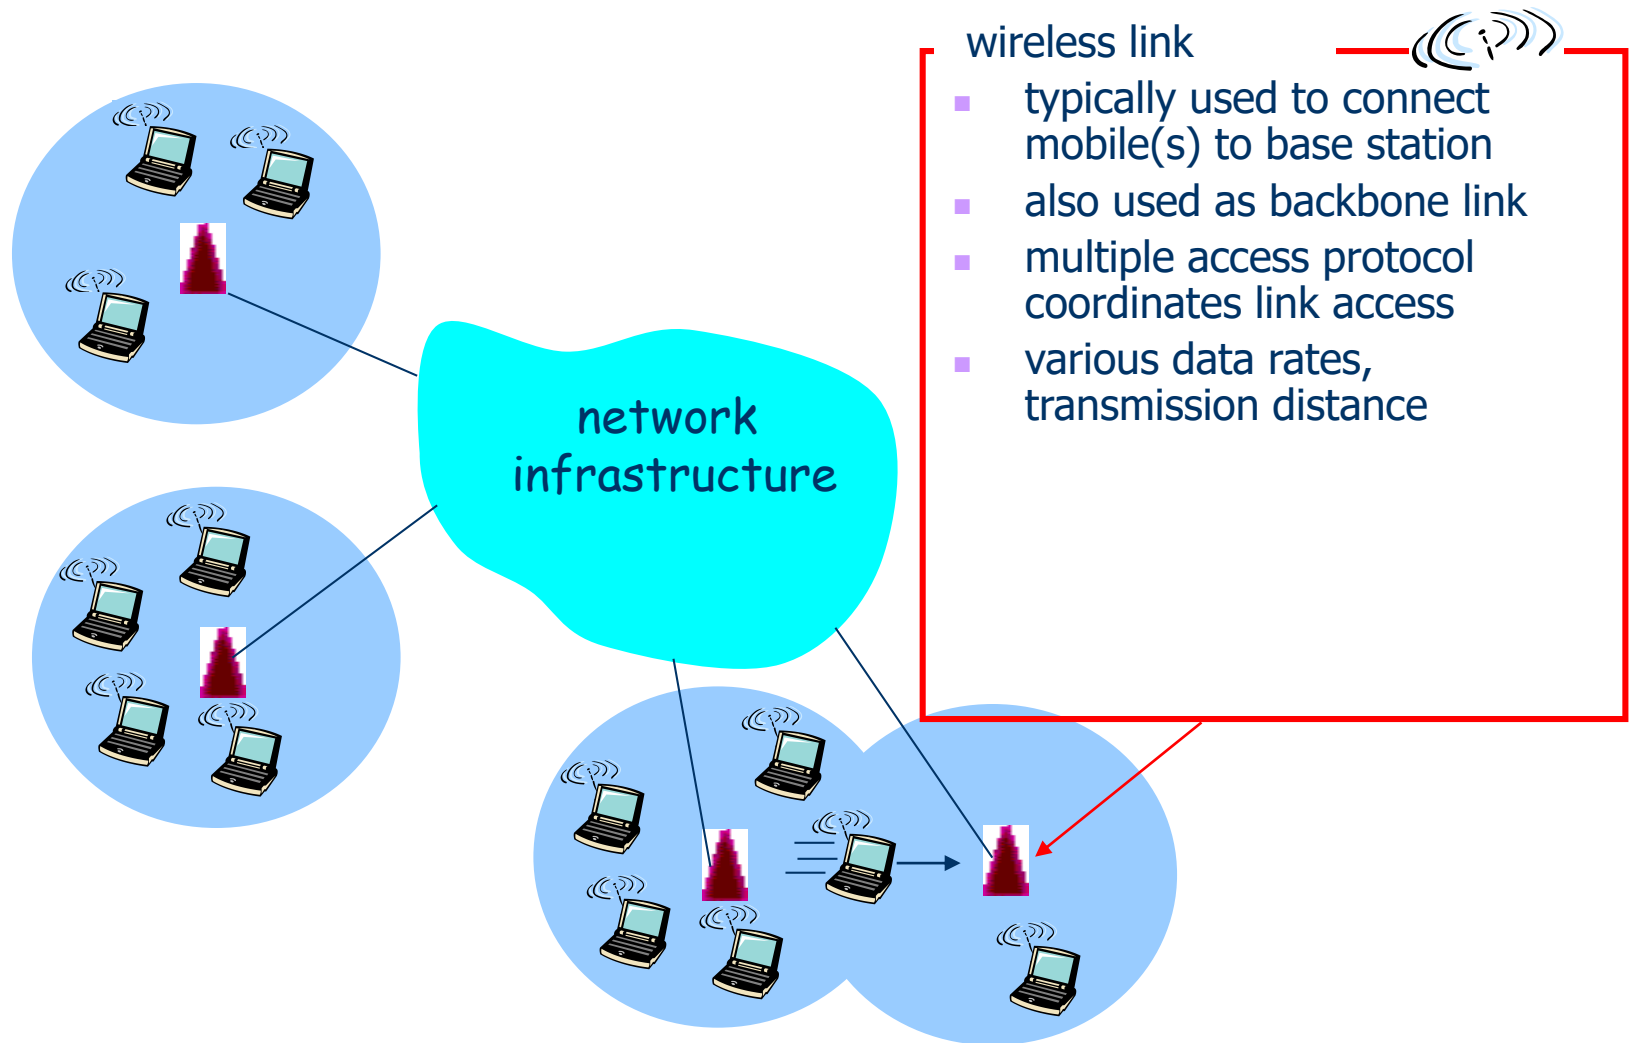 wireless link
typically used to connect
mobile(s) to base station
also used as backbone link
multiple access protocol
coordinates link access
various data rates,
transmission distance
network
infrastructure